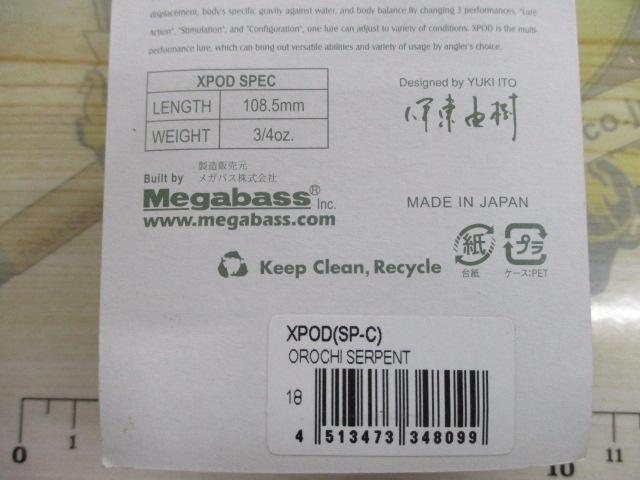 displacement, body's specific gravity against water, and body balance.By changing 3 performances, "Lure
Action", "Stimulation", and "Configuration", one lure can adjust to variety of conditions. XPOD is the multi-
performance lure, which can bring out versatile abilities and variety of usage by angler's choice.
XPOD SPEC
LENGTH 108.5mm
WEIGHT 3/4oz.
Designed by YUKI ITO
伊東由樹
製造販売元
Built by メガバス株式会社
Megabass® Inc.
www.megabass.com
MADE IN JAPAN
紙 プラ
台紙 ケース:PET
Keep Clean, Recycle
XPOD(SP-C)
OROCHI SERPENT
18
4 513473 348099
co.j
0 1 10 11